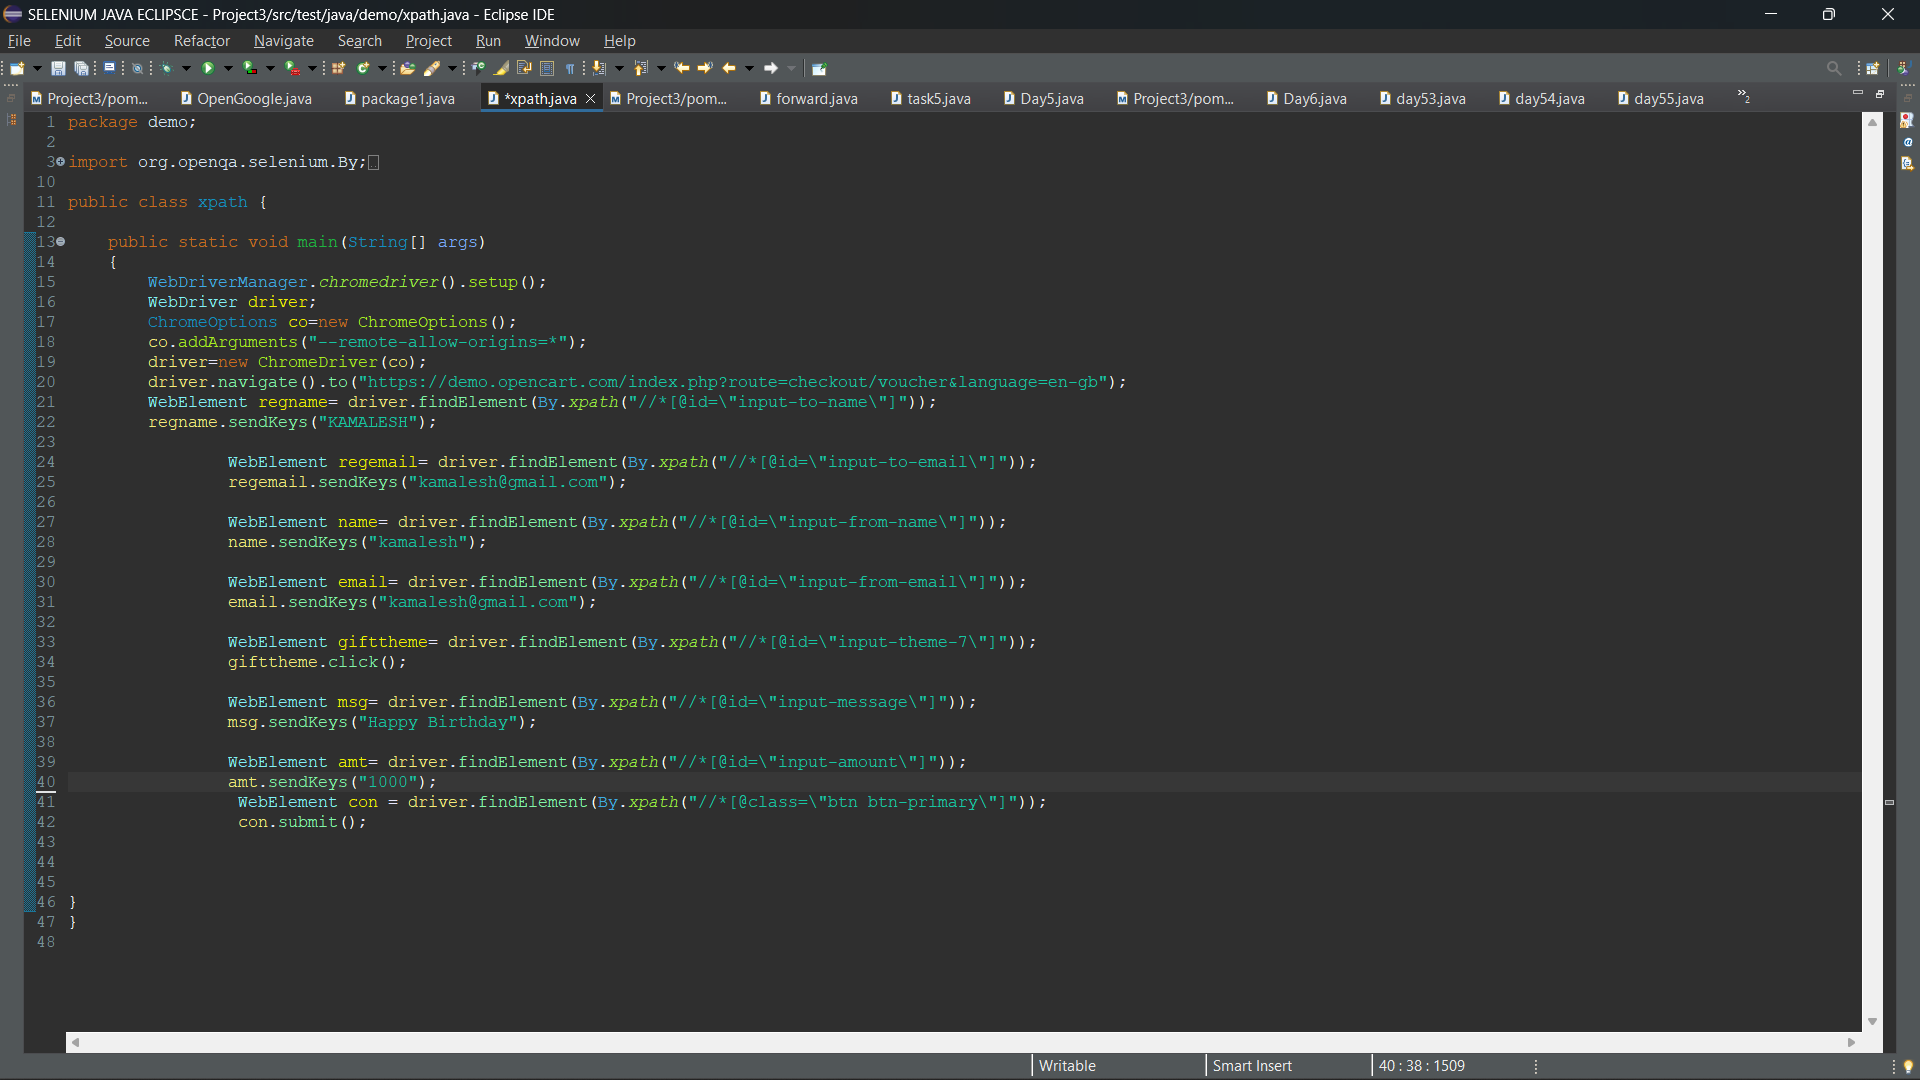 SELENIUM JAVA ECLIPSCE - Project3/src/test/java/demo/xpath.java - Eclipse IDE
File Edit Source Refactor Navigate Search Project Run Window Help
Project3/pom... OpenGoogle.java package1.java *xpath.java Project3/pom... forward.java task5.java Day5.java Project3/pom... Day6.java day53.java day54.java day55.java »2
1 package demo;
2
3 import org.openqa.selenium.By;
10
11 public class xpath {
12
13 public static void main(String[] args)
14 {
15 WebDriverManager.chromedriver().setup();
16 WebDriver driver;
17 ChromeOptions co=new ChromeOptions();
18 co.addArguments("--remote-allow-origins=*");
19 driver=new ChromeDriver(co);
20 driver.navigate().to("https://demo.opencart.com/index.php?route=checkout/voucher&language=en-gb");
21 WebElement regname= driver.findElement(By.xpath("//*[@id=\"input-to-name\"]"));
22 regname.sendKeys("KAMALESH");
23
24 WebElement regemail= driver.findElement(By.xpath("//*[@id=\"input-to-email\"]"));
25 regemail.sendKeys("kamalesh@gmail.com");
26
27 WebElement name= driver.findElement(By.xpath("//*[@id=\"input-from-name\"]"));
28 name.sendKeys("kamalesh");
29
30 WebElement email= driver.findElement(By.xpath("//*[@id=\"input-from-email\"]"));
31 email.sendKeys("kamalesh@gmail.com");
32
33 WebElement gifttheme= driver.findElement(By.xpath("//*[@id=\"input-theme-7\"]"));
34 gifttheme.click();
35
36 WebElement msg= driver.findElement(By.xpath("//*[@id=\"input-message\"]"));
37 msg.sendKeys("Happy Birthday");
38
39 WebElement amt= driver.findElement(By.xpath("//*[@id=\"input-amount\"]"));
40 amt.sendKeys("1000");
41 WebElement con = driver.findElement(By.xpath("//*[@class=\"btn btn-primary\"]"));
42 con.submit();
43
44
45
46 }
47 }
48
Writable Smart Insert 40 : 38 : 1509